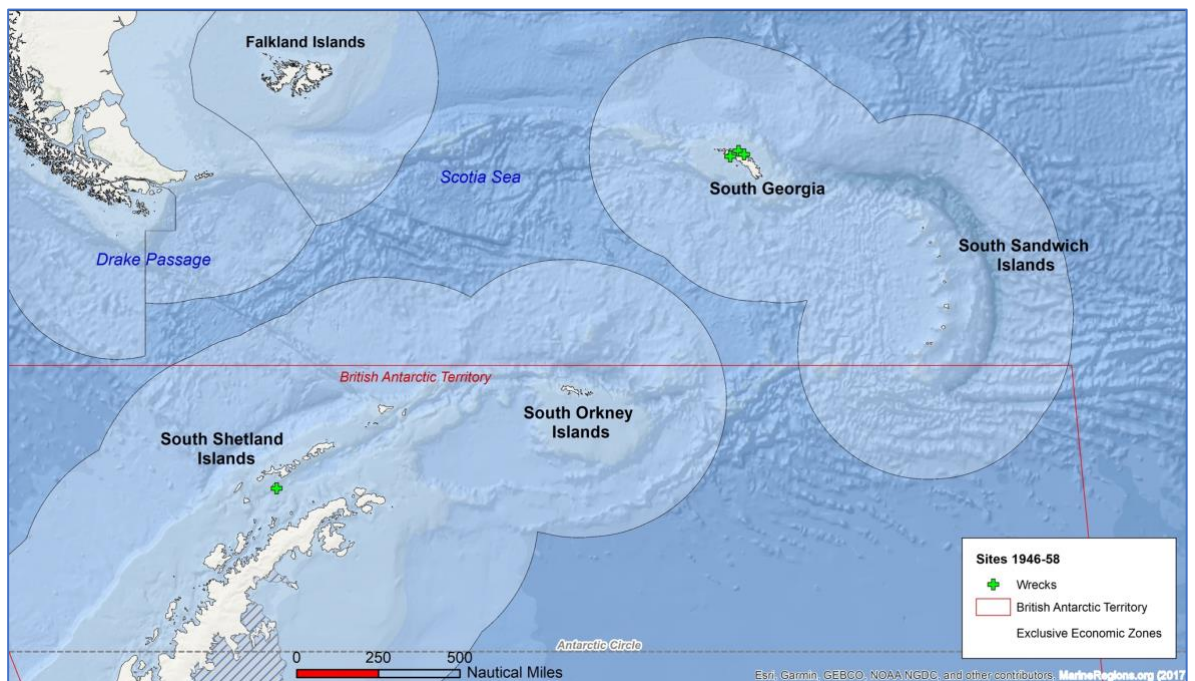 Falkland Islands
Scotia Sea
South Georgia
Drake Passage
South Sandwich
Islands
British Antarctic Territory
South Orkney
Islands
South Shetland
Islands
Sites 1946-58
Wrecks
British Antarctic Territory
Exclusive Economic Zones
Antarctic Circle
0 250 500
Nautical Miles
Esri, Garmin, GEBCO, NOAA NGDC, and other contributors. MarineRegions.org (2017